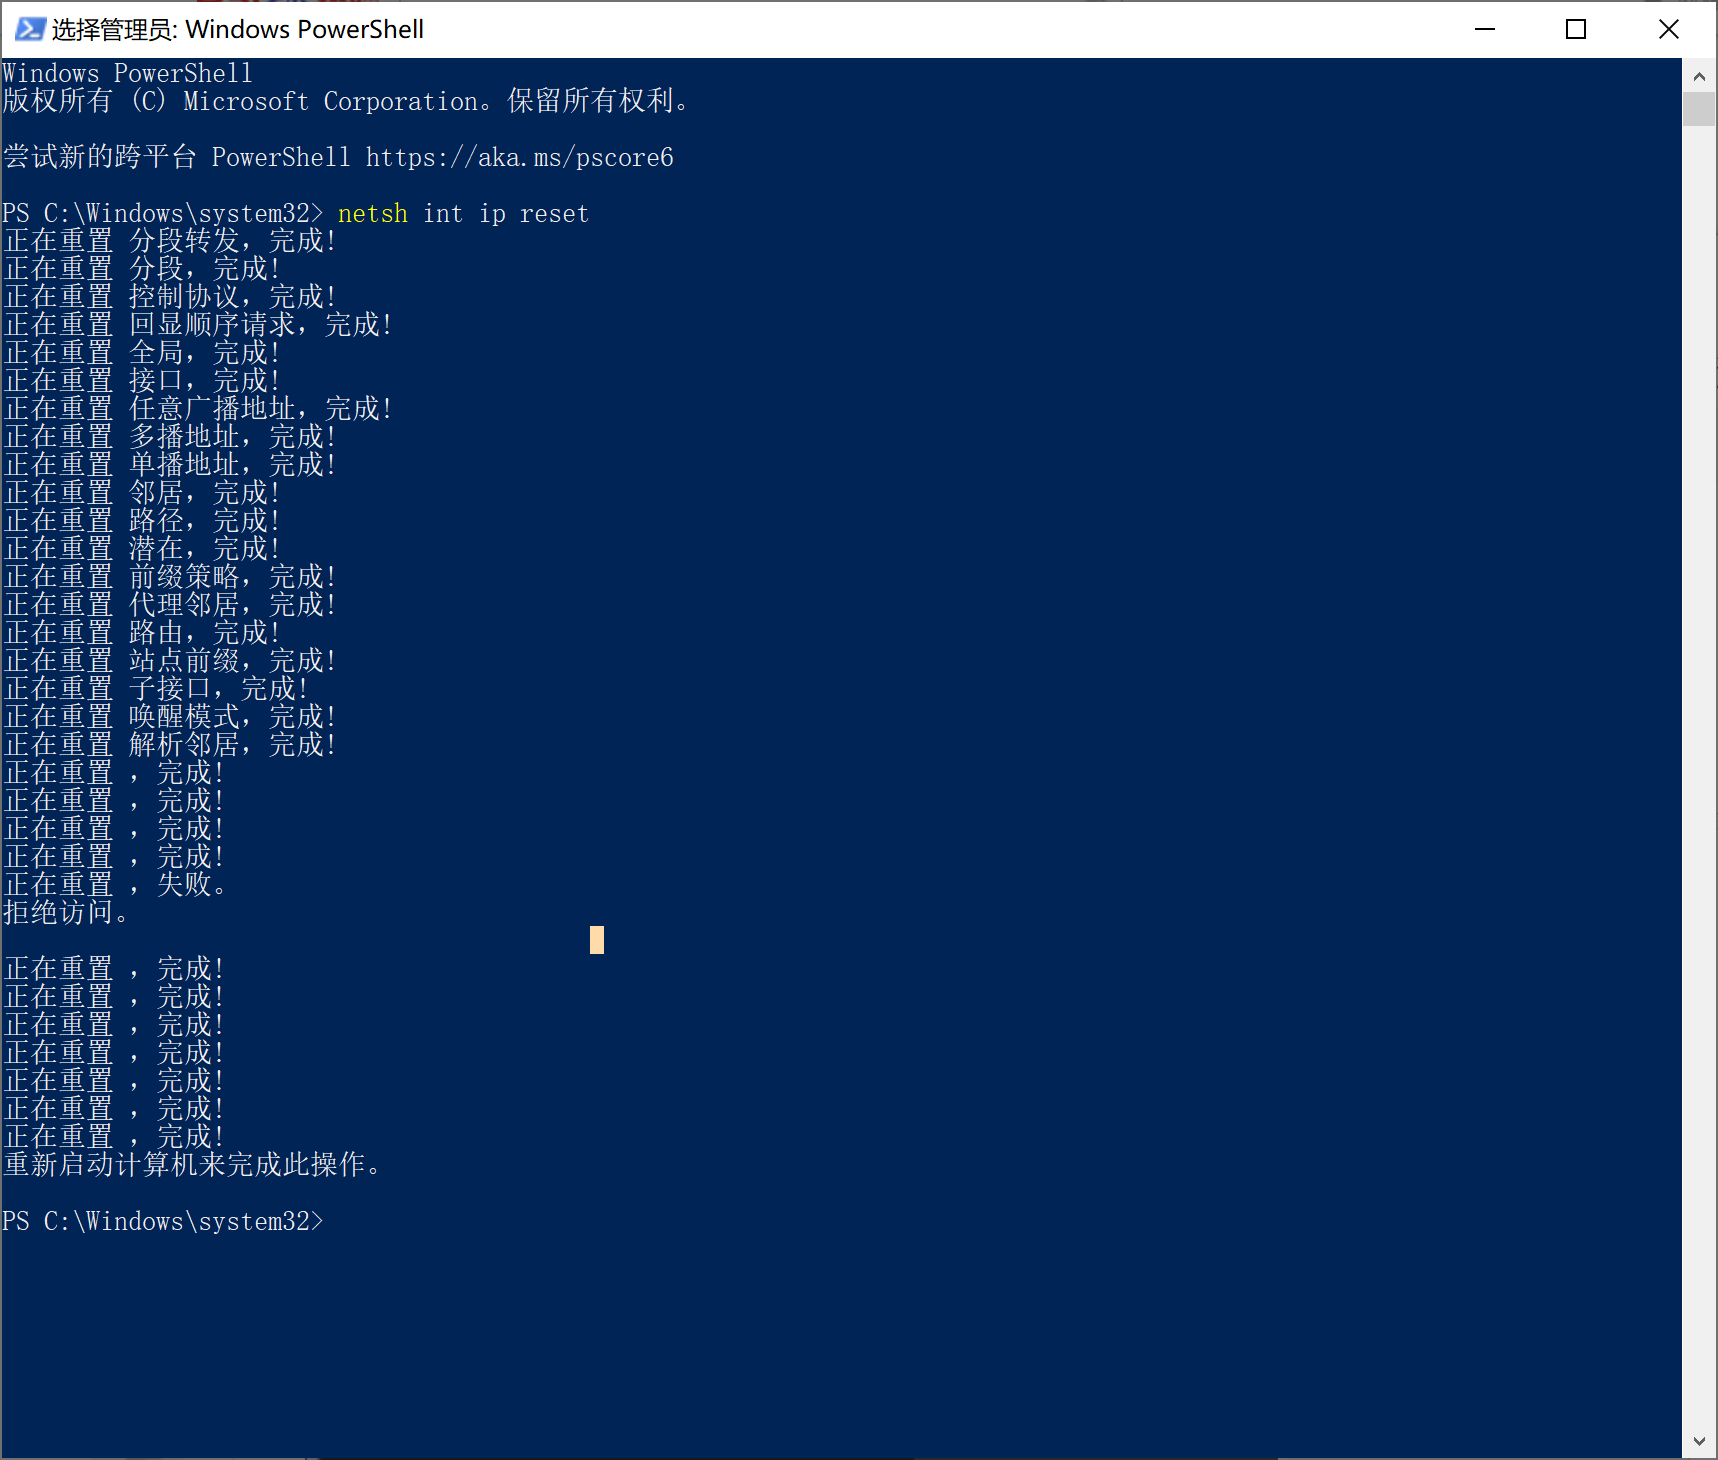 选择管理员: Windows PowerShell
Windows PowerShell
版权所有 (C) Microsoft Corporation。保留所有权利。
尝试新的跨平台 PowerShell https://aka.ms/pscore6
PS C:\Windows\system32> netsh int ip reset
正在重置 分段转发，完成!
正在重置 分段，完成!
正在重置 控制协议，完成!
正在重置 回显顺序请求，完成!
正在重置 全局，完成!
正在重置 接口，完成!
正在重置 任意广播地址，完成!
正在重置 多播地址，完成!
正在重置 单播地址，完成!
正在重置 邻居，完成!
正在重置 路径，完成!
正在重置 潜在，完成!
正在重置 前缀策略，完成!
正在重置 代理邻居，完成!
正在重置 路由，完成!
正在重置 站点前缀，完成!
正在重置 子接口，完成!
正在重置 唤醒模式，完成!
正在重置 解析邻居，完成!
正在重置 ，完成!
正在重置 ，完成!
正在重置 ，完成!
正在重置 ，完成!
正在重置 ，失败。
拒绝访问。
正在重置 ，完成!
正在重置 ，完成!
正在重置 ，完成!
正在重置 ，完成!
正在重置 ，完成!
正在重置 ，完成!
正在重置 ，完成!
重新启动计算机来完成此操作。
PS C:\Windows\system32>